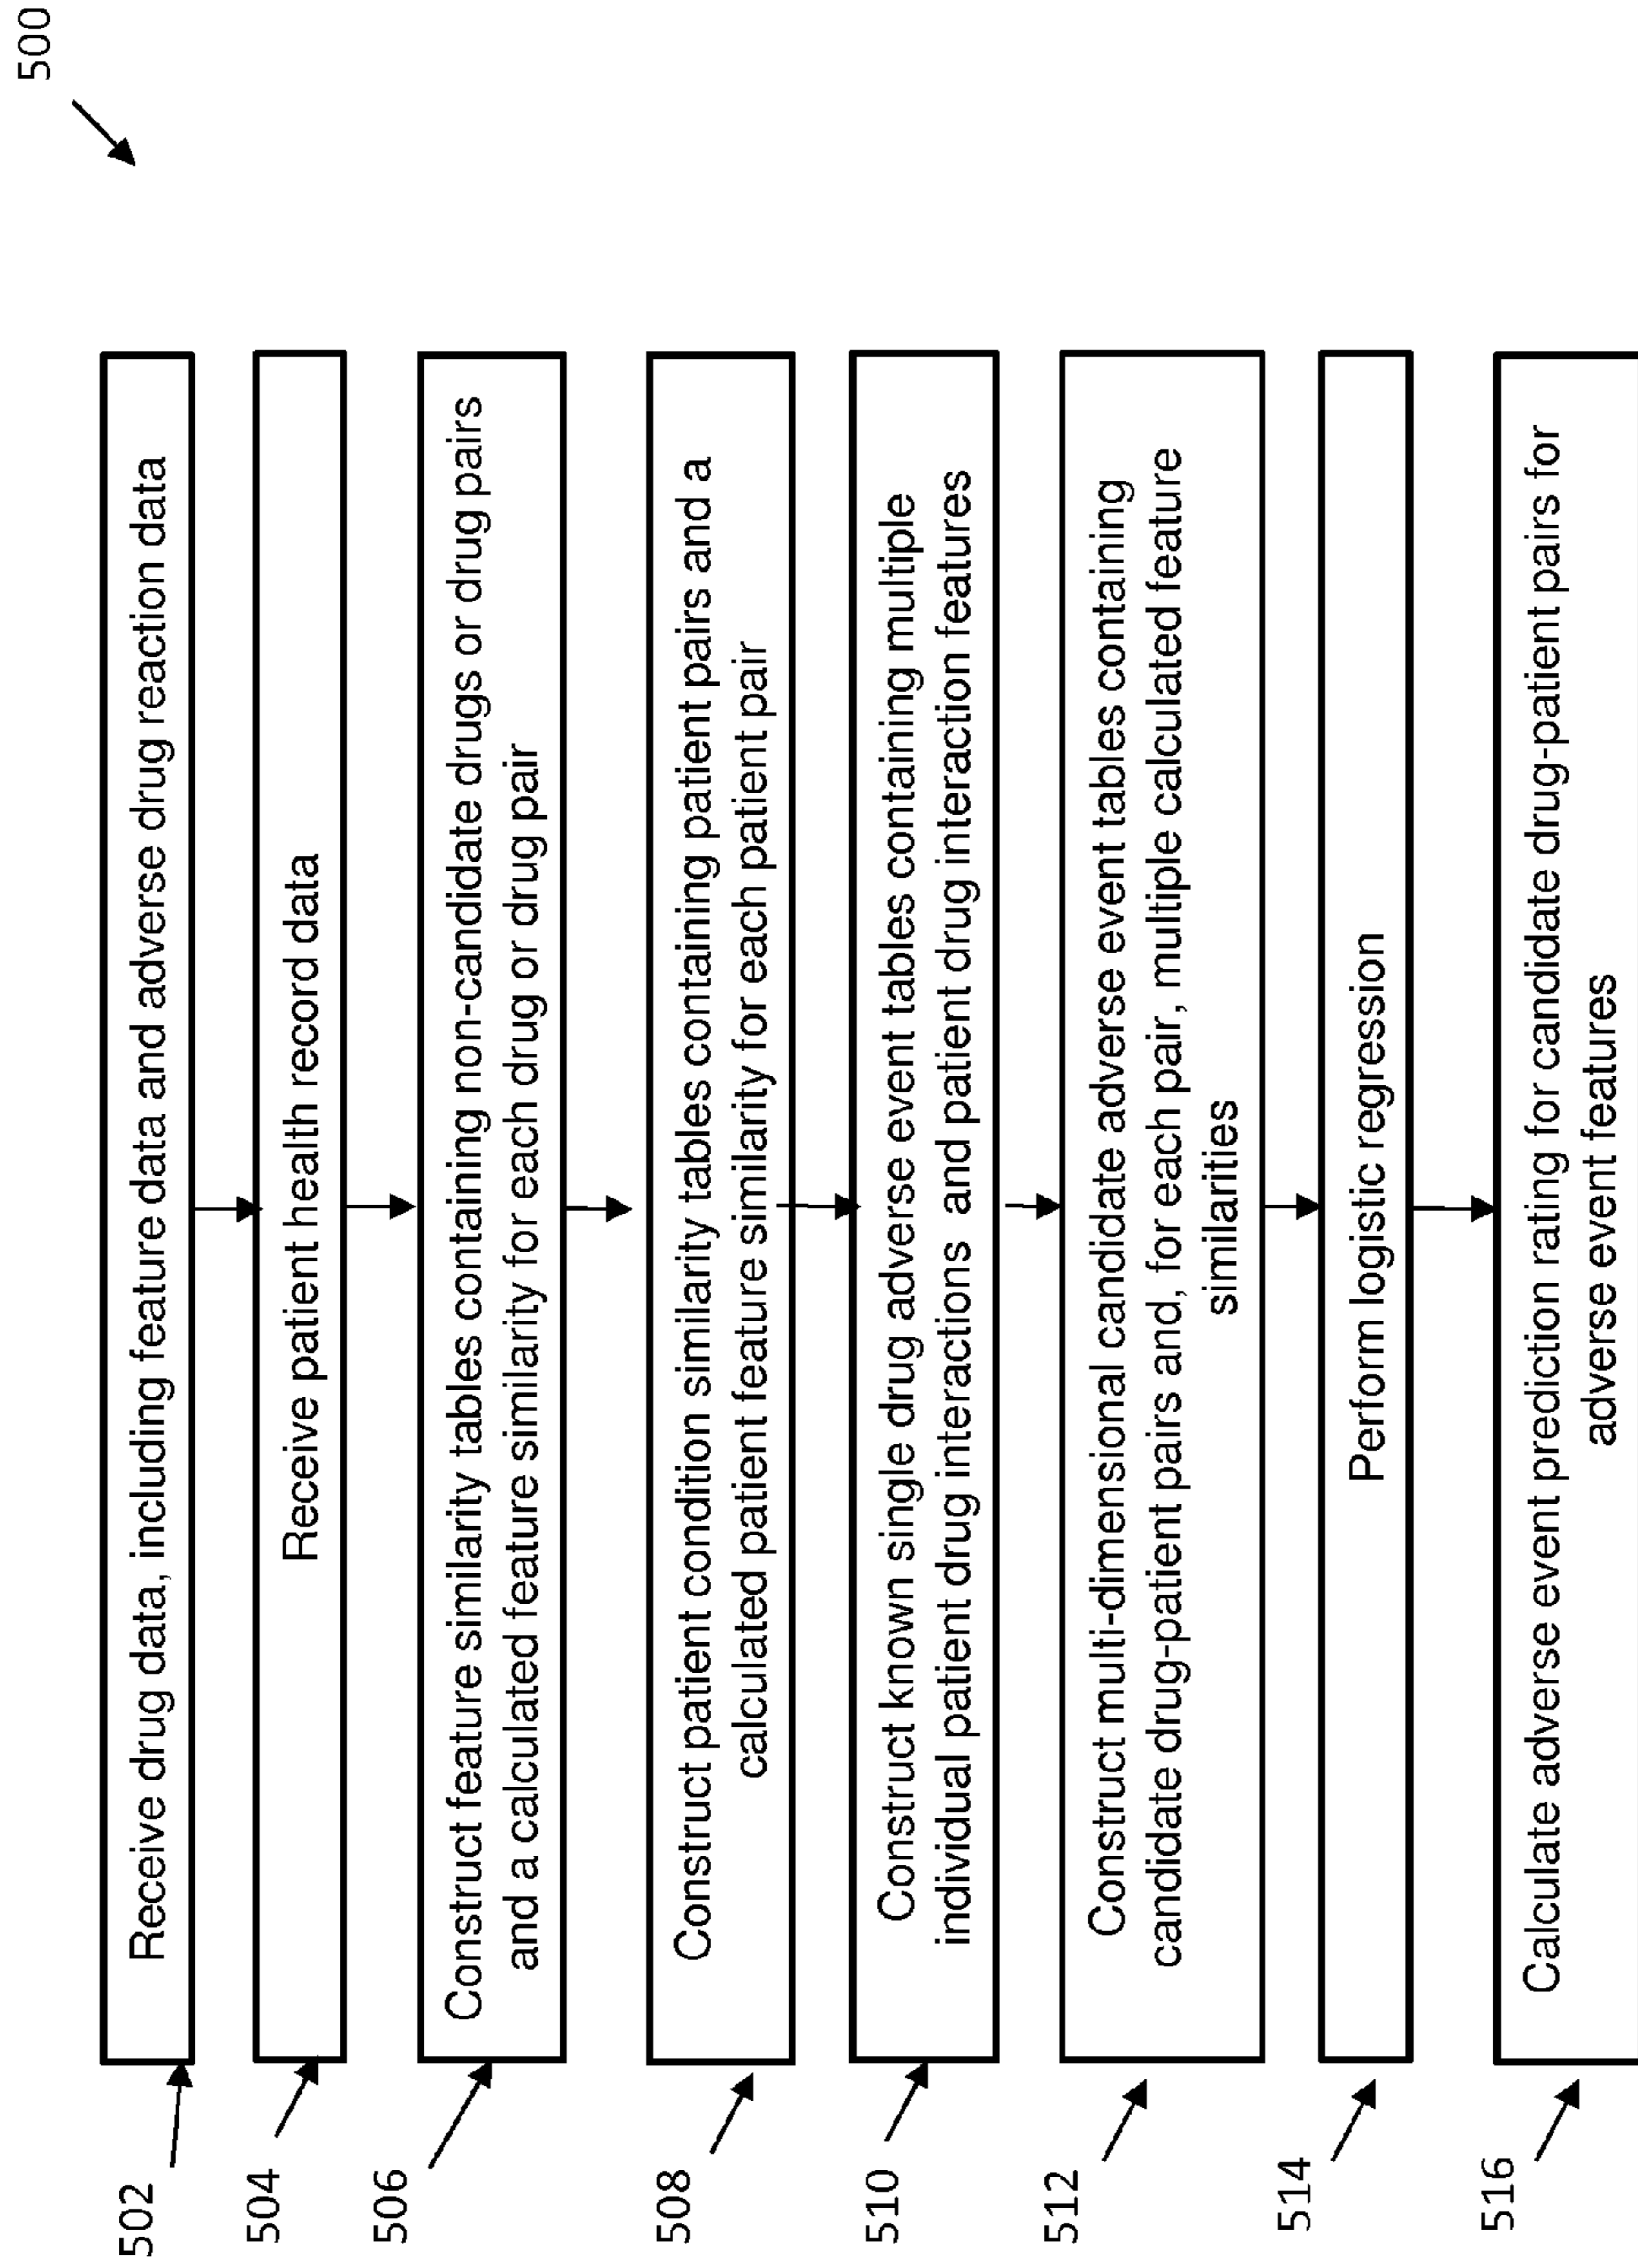 500
502
Receive drug data, including feature data and adverse drug reaction data
504
Receive patient health record data
506
Construct feature similarity tables containing non-candidate drugs or drug pairs
and a calculated feature similarity for each drug or drug pair
508
Construct patient condition similarity tables containing patient pairs and a
calculated patient feature similarity for each patient pair
510
Construct known single drug adverse event tables containing multiple
individual patient drug interactions and patient drug interaction features
512
Construct multi-dimensional candidate adverse event tables containing
candidate drug-patient pairs and, for each pair, multiple calculated feature
similarities
514
Perform logistic regression
516
Calculate adverse event prediction rating for candidate drug-patient pairs for
adverse event features